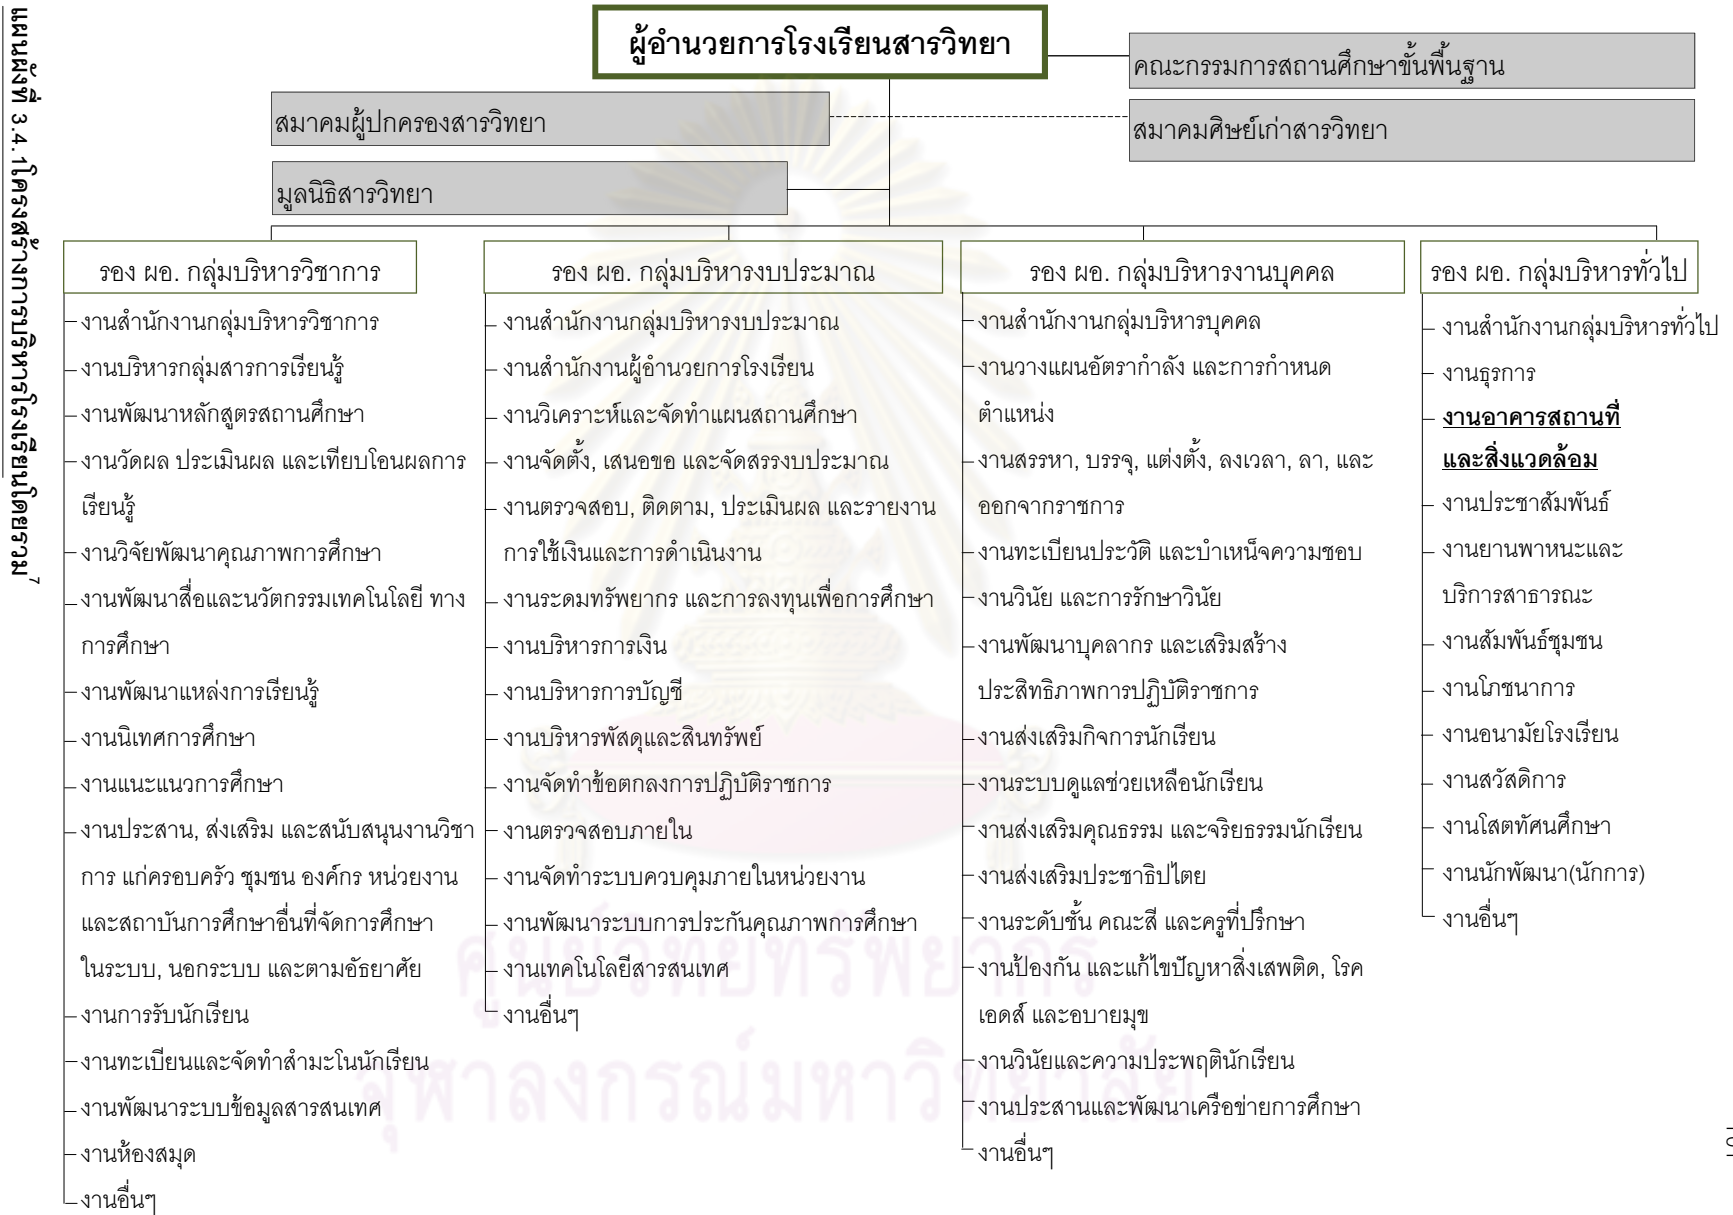 แผนผังที่ 3.4.1โครงสร้างการบริหารโรงเรียนโดยรวม7
ผู้อำนวยการโรงเรียนสารวิทยา
คณะกรรมการสถานศึกษาขั้นพื้นฐาน
สมาคมผู้ปกครองสารวิทยา
สมาคมศิษย์เก่าสารวิทยา
มูลนิธิสารวิทยา
รอง ผอ. กลุ่มบริหารวิชาการ
งานสำนักงานกลุ่มบริหารวิชาการ
งานบริหารกลุ่มสารการเรียนรู้
งานพัฒนาหลักสูตรสถานศึกษา
งานวัดผล ประเมินผล และเทียบโอนผลการ
เรียนรู้
งานวิจัยพัฒนาคุณภาพการศึกษา
งานพัฒนาสื่อและนวัตกรรมเทคโนโลยี ทาง
การศึกษา
งานพัฒนาแหล่งการเรียนรู้
งานนิเทศการศึกษา
งานแนะแนวการศึกษา
งานประสาน, ส่งเสริม และสนับสนุนงานวิชา
การ แก่ครอบครัว ชุมชน องค์กร หน่วยงาน
และสถาบันการศึกษาอื่นที่จัดการศึกษา
ในระบบ, นอกระบบ และตามอัธยาศัย
งานการรับนักเรียน
งานทะเบียนและจัดทำสำมะโนนักเรียน
งานพัฒนาระบบข้อมูลสารสนเทศ
งานห้องสมุด
งานอื่นๆ
รอง ผอ. กลุ่มบริหารงบประมาณ
งานสำนักงานกลุ่มบริหารงบประมาณ
งานสำนักงานผู้อำนวยการโรงเรียน
งานวิเคราะห์และจัดทำแผนสถานศึกษา
งานจัดตั้ง, เสนอขอ และจัดสรรงบประมาณ
งานตรวจสอบ, ติดตาม, ประเมินผล และรายงาน
การใช้เงินและการดำเนินงาน
งานระดมทรัพยากร และการลงทุนเพื่อการศึกษา
งานบริหารการเงิน
งานบริหารการบัญชี
งานบริหารพัสดุและสินทรัพย์
งานจัดทำข้อตกลงการปฏิบัติราชการ
งานตรวจสอบภายใน
งานจัดทำระบบควบคุมภายในหน่วยงาน
งานพัฒนาระบบการประกันคุณภาพการศึกษา
งานเทคโนโลยีสารสนเทศ
งานอื่นๆ
รอง ผอ. กลุ่มบริหารงานบุคคล
งานสำนักงานกลุ่มบริหารบุคคล
งานวางแผนอัตรากำลัง และการกำหนด
ตำแหน่ง
งานสรรหา, บรรจุ, แต่งตั้ง, ลงเวลา, ลา, และ
ออกจากราชการ
งานทะเบียนประวัติ และบำเหน็จความชอบ
งานวินัย และการรักษาวินัย
งานพัฒนาบุคลากร และเสริมสร้าง
ประสิทธิภาพการปฏิบัติราชการ
งานส่งเสริมกิจการนักเรียน
งานระบบดูแลช่วยเหลือนักเรียน
งานส่งเสริมคุณธรรม และจริยธรรมนักเรียน
งานส่งเสริมประชาธิปไตย
งานระดับชั้น คณะสี และครูที่ปรึกษา
งานป้องกัน และแก้ไขปัญหาสิ่งเสพติด, โรค
เอดส์ และอบายมุข
งานวินัยและความประพฤตินักเรียน
งานประสานและพัฒนาเครือข่ายการศึกษา
งานอื่นๆ
รอง ผอ. กลุ่มบริหารทั่วไป
งานสำนักงานกลุ่มบริหารทั่วไป
งานธุรการ
งานอาคารสถานที่
และสิ่งแวดล้อม
งานประชาสัมพันธ์
งานยานพาหนะและ
บริการสาธารณะ
งานสัมพันธ์ชุมชน
งานโภชนาการ
งานอนามัยโรงเรียน
งานสวัสดิการ
งานโสตทัศนศึกษา
งานนักพัฒนา(นักการ)
งานอื่นๆ
ศูนย์วิทยทรัพยากร
จุฬาลงกรณ์มหาวิทยาลัย